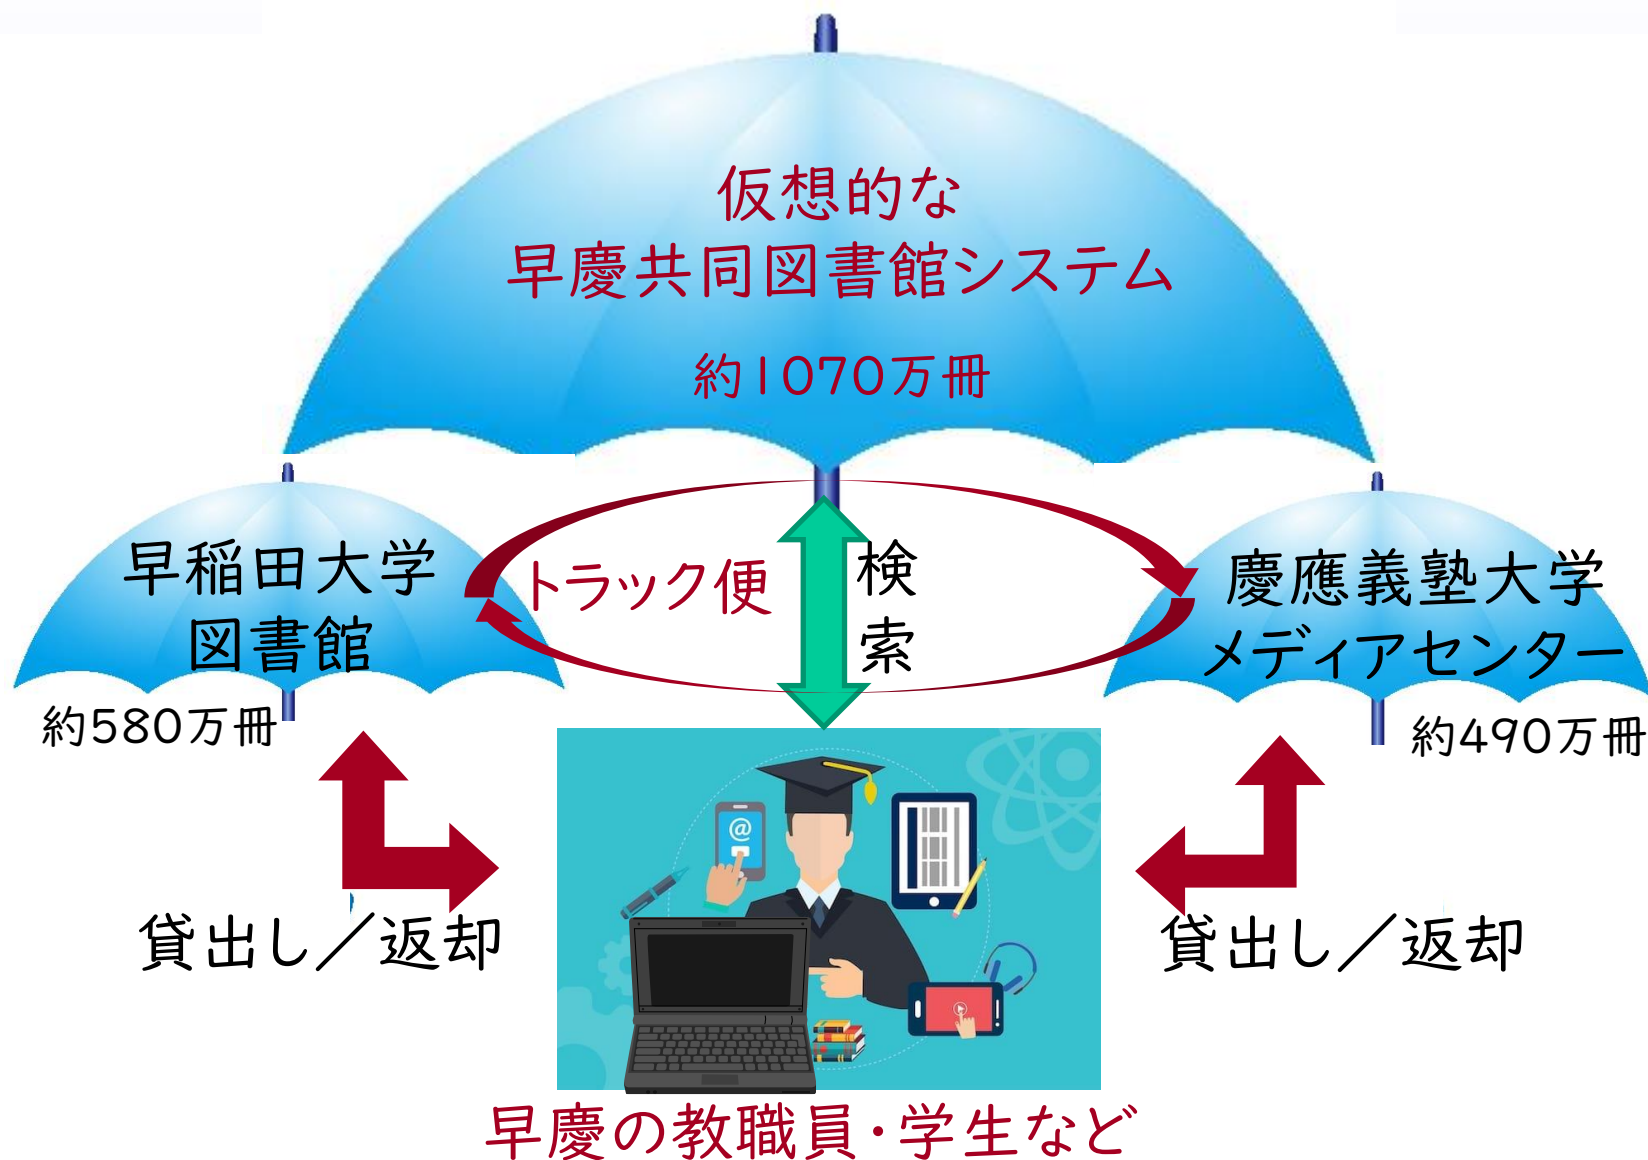 仮想的な
早慶共同図書館システム
約1070万冊
早稲田大学
図書館
約580万冊
トラック便
検
索
慶應義塾大学
メディアセンター
約490万冊
@
貸出し／返却
貸出し／返却
早慶の教職員・学生など